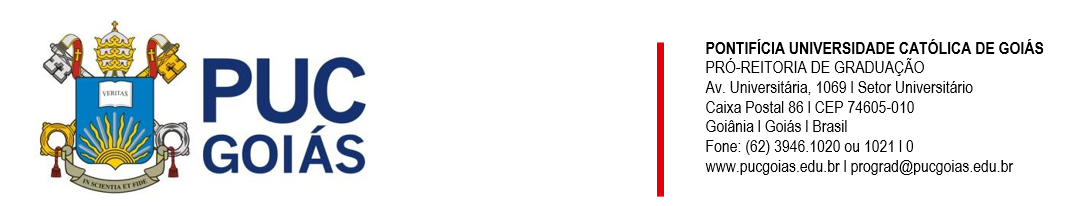 VERITAS
IN SCIENTIA ET FIDE
PUC
GOIÁS
PONTIFÍCIA UNIVERSIDADE CATÓLICA DE GOIÁS
PRÓ-REITORIA DE GRADUAÇÃO
Av. Universitária, 1069 l Setor Universitário
Caixa Postal 86 l CEP 74605-010
Goiânia l Goiás l Brasil
Fone: (62) 3946.1020 ou 1021 l 0
www.pucgoias.edu.br l prograd@pucgoias.edu.br